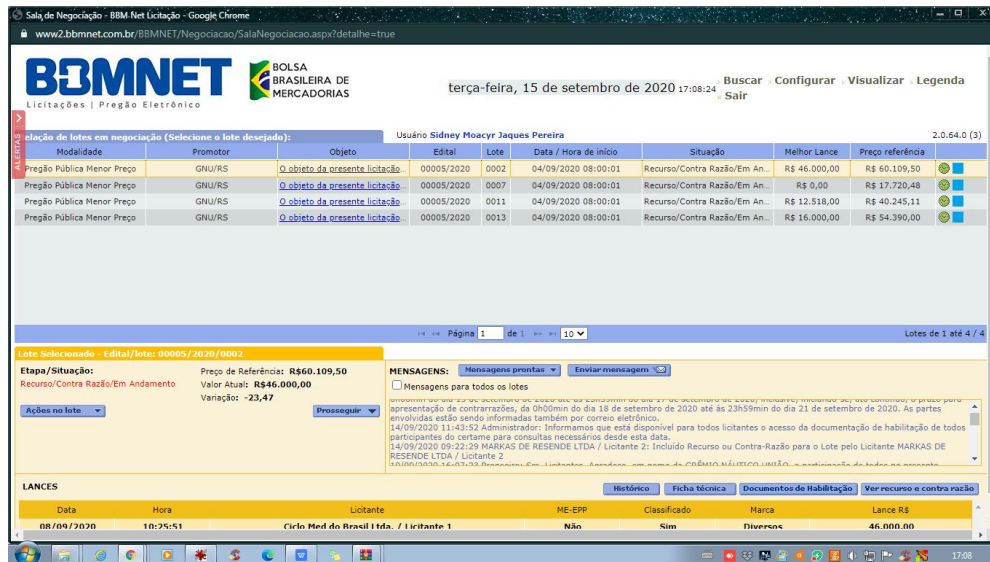 Sala de Negociação - BBM-Net Licitação - Google Chrome
www2.bbmnet.com.br/BBMNET/Negociacao/SalaNegociacao.aspx?detalhe=true
BBMNET
Licitações | Pregão Eletrônico
BOLSA
BRASILEIRA DE
MERCADORIAS
terça-feira, 15 de setembro de 2020 17:08:24
Buscar Configurar Visualizar Legenda
Sair
ALERTAS
elação de lotes em negociação (Selecione o lote desejado): Usuário Sidney Moacyr Jaques Pereira 2.0.64.0 (3)
Modalidade Promotor Objeto Edital Lote Data / Hora de início Situação Melhor Lance Preço referência
Pregão Pública Menor Preço GNU/RS O objeto da presente licitação... 00005/2020 0002 04/09/2020 08:00:01 Recurso/Contra Razão/Em An... R$ 46.000,00 R$ 60.109,50
Pregão Pública Menor Preço GNU/RS O objeto da presente licitação... 00005/2020 0007 04/09/2020 08:00:01 Recurso/Contra Razão/Em An... R$ 0,00 R$ 17.720,48
Pregão Pública Menor Preço GNU/RS O objeto da presente licitação... 00005/2020 0011 04/09/2020 08:00:01 Recurso/Contra Razão/Em An... R$ 12.518,00 R$ 40.245,11
Pregão Pública Menor Preço GNU/RS O objeto da presente licitação... 00005/2020 0013 04/09/2020 08:00:01 Recurso/Contra Razão/Em An... R$ 16.000,00 R$ 54.390,00
Página 1 de 1 10 Lotes de 1 até 4 / 4
Lote Selecionado - Edital/lote: 00005/2020/0002
Etapa/Situação:
Recurso/Contra Razão/Em Andamento
Ações no lote
Preço de Referência: R$60.109,50
Valor Atual: R$46.000,00
Variação: -23,47
Prosseguir
MENSAGENS: Mensagens prontas Enviar mensagem
Mensagens para todos os lotes
apresentação de contrarrazões, da 0h00min do dia 18 de setembro de 2020 até às 23h59min do dia 21 de setembro de 2020. As partes
envolvidas estão sendo informadas também por correio eletrônico.
14/09/2020 11:43:52 Administrador: Informamos que está disponível para todos licitantes o acesso da documentação de habilitação de todos
participantes do certame para consultas necessários desde esta data.
14/09/2020 09:22:29 MARKAS DE RESENDE LTDA / Licitante 2: Incluído Recurso ou Contra-Razão para o Lote pelo Licitante MARKAS DE
RESENDE LTDA / Licitante 2
LANCES Histórico Ficha técnica Documentos de Habilitação Ver recurso e contra razão
Data Hora Licitante ME-EPP Classificado Marca Lance R$
08/09/2020 10:25:51 Ciclo Med do Brasil Ltda. / Licitante 1 Não Sim Diversos 46.000,00
17:08